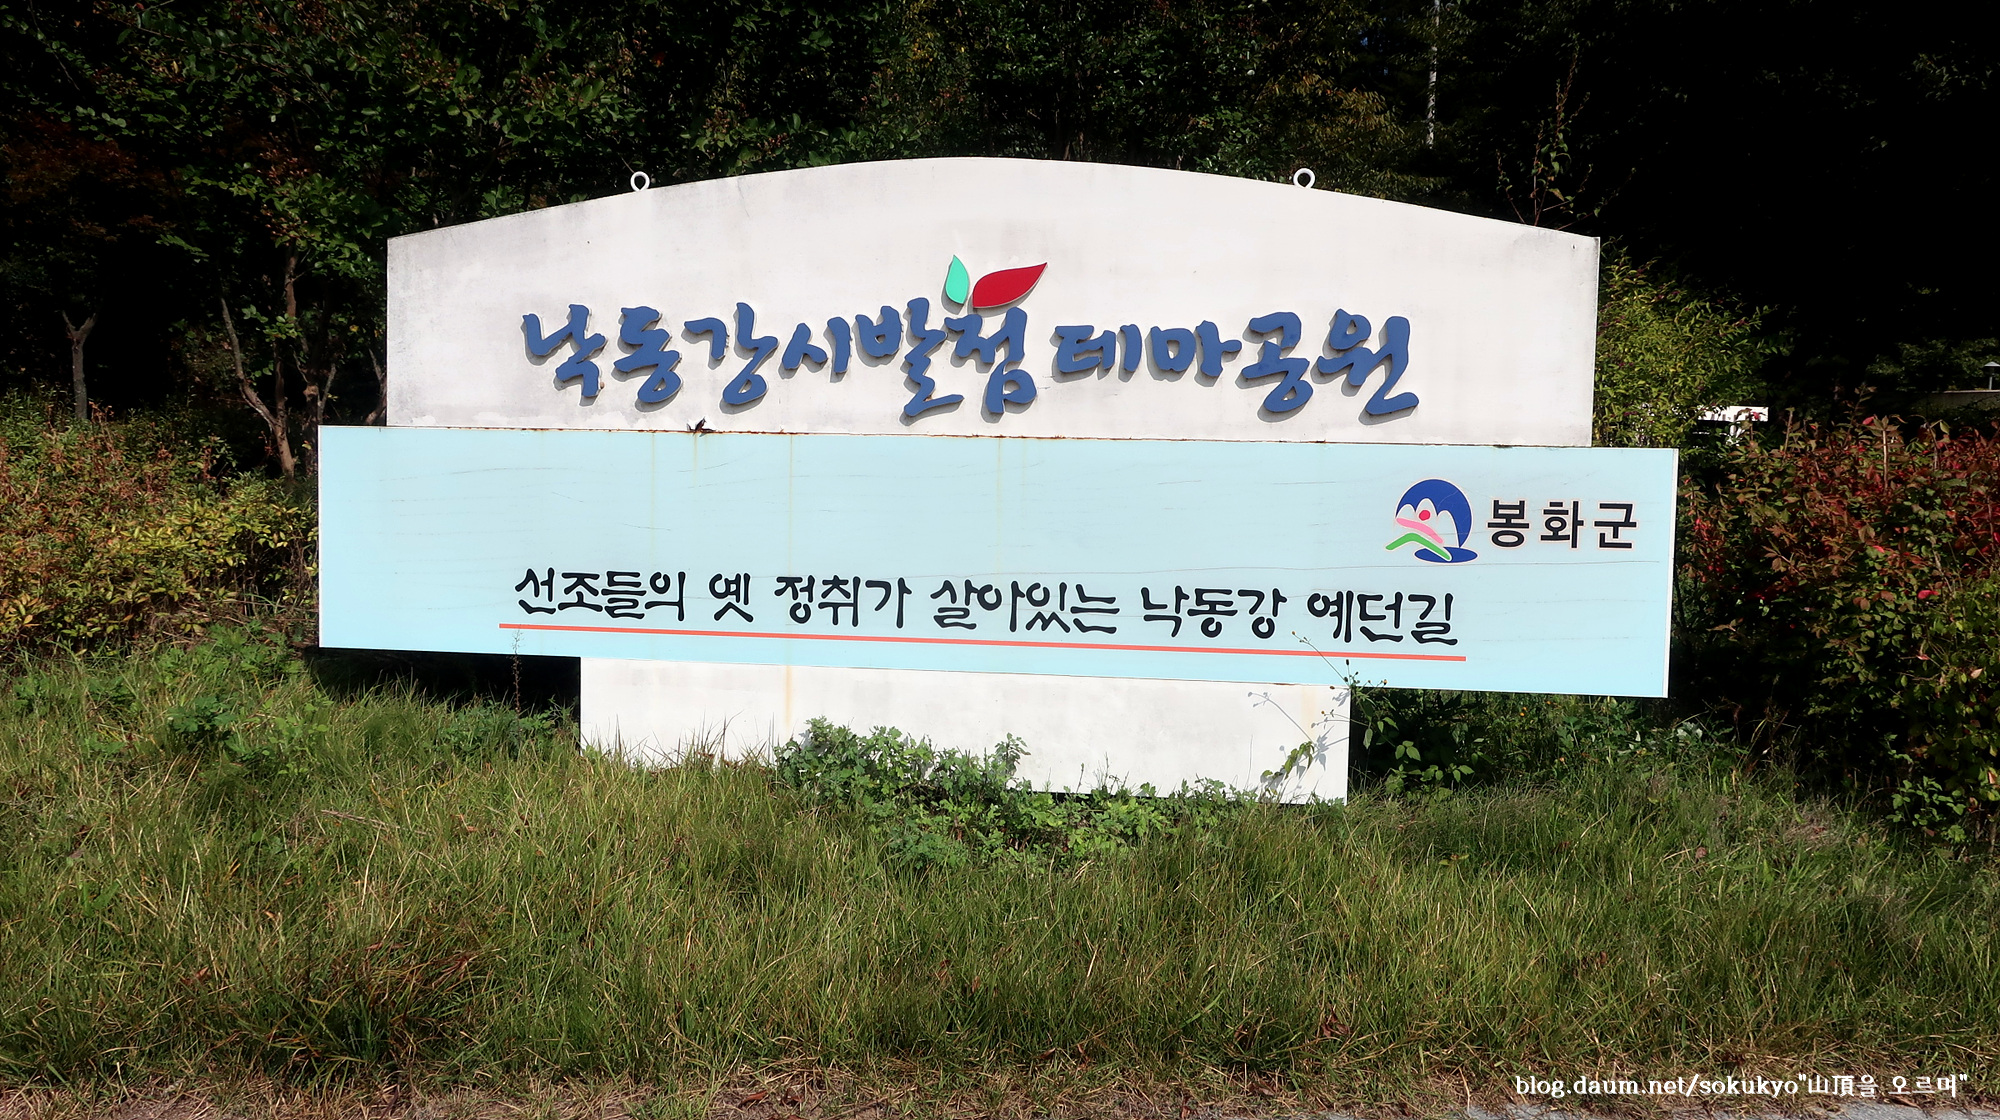 낙동강시발점 테마공원
봉화군
선조들의 옛 정취가 살아있는 낙동강 예던길
blog.daum.net/sokukyo"山頂을 오르며"